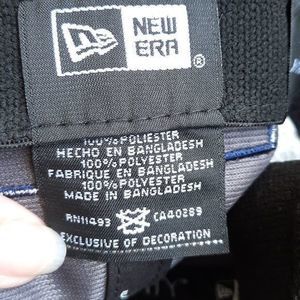 NEW
ERA
®
100% POLIESTER
HECHO EN BANGLADESH
100% POLYESTER
FABRIQUE EN BANGLADESH
100% POLYESTER
MADE IN BANGLADESH
RN11493 CA40289
EXCLUSIVE OF DECORATION